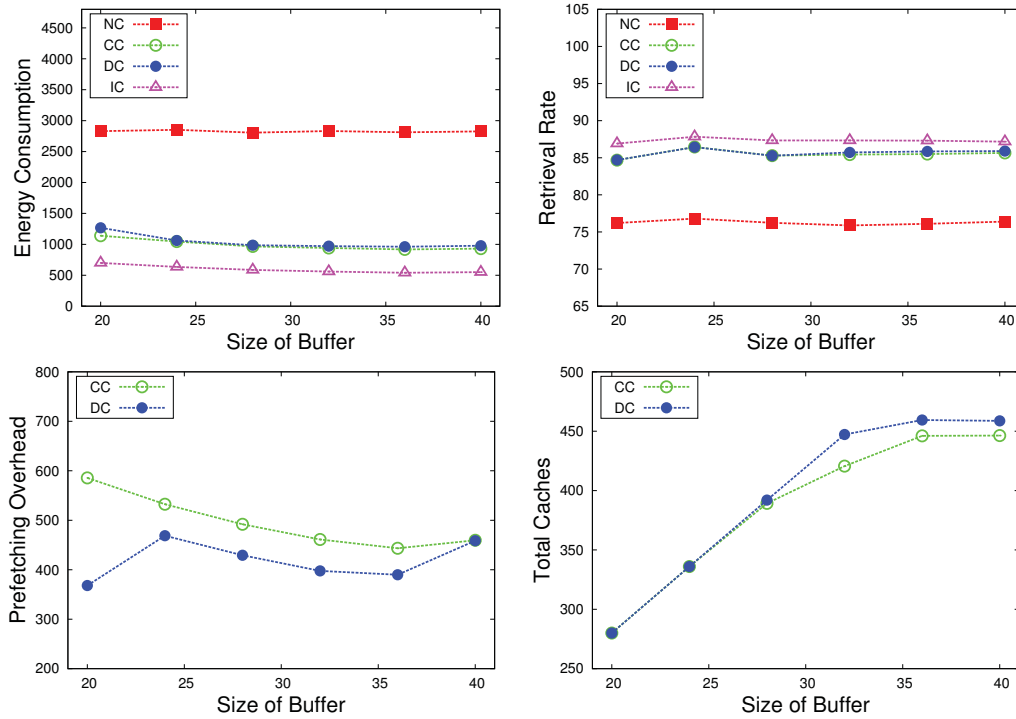 Energy Consumption
4500
4000
3500
3000
2500
2000
1500
1000
500
0
NC
CC
DC
IC
20 25 30 35 40
Size of Buffer
Retrieval Rate
105
100
95
90
85
80
75
70
65
NC
CC
DC
IC
20 25 30 35 40
Size of Buffer
Prefetching Overhead
800
700
600
500
400
300
200
CC
DC
20 25 30 35 40
Size of Buffer
Total Caches
500
450
400
350
300
250
CC
DC
20 25 30 35 40
Size of Buffer